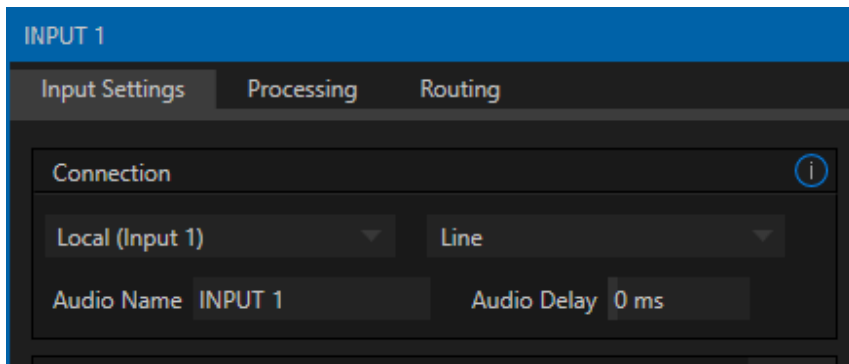 INPUT 1
Input Settings Processing Routing
Connection
Local (Input 1) Line
Audio Name INPUT 1 Audio Delay 0 ms